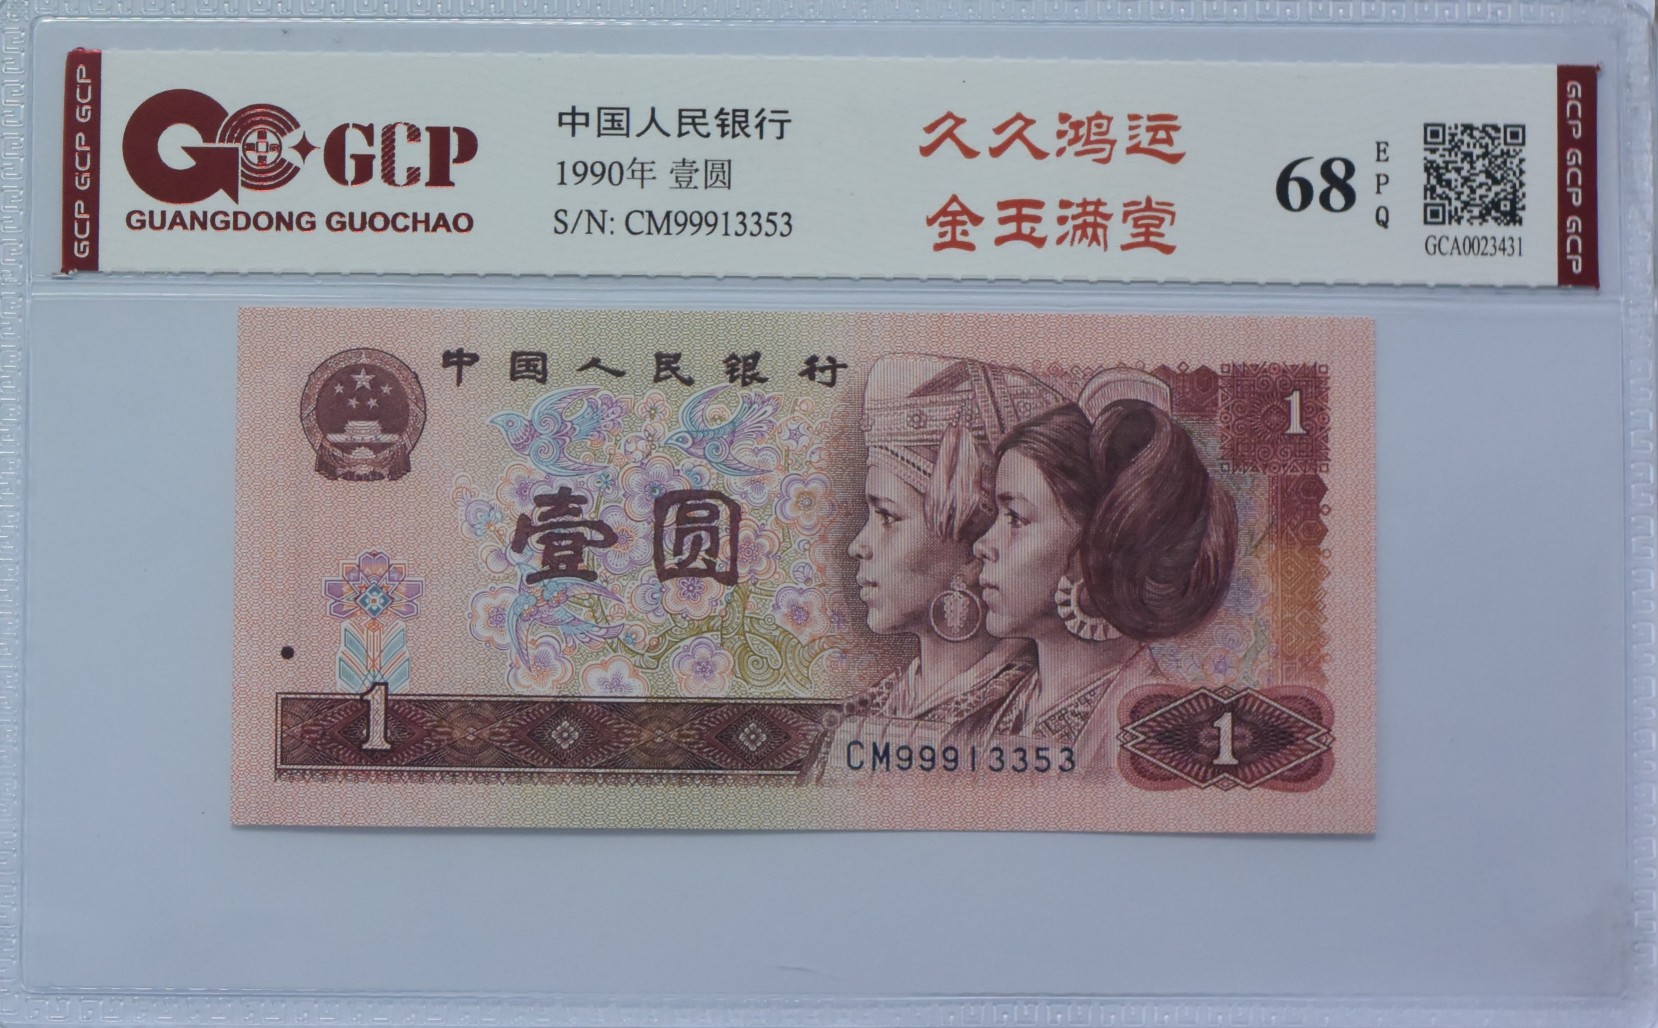 GCP GCP GCP
GCP
GUANGDONG GUOCHAO
中国人民银行
1990年 壹圆
S/N: CM99913353
久久鸿运
金玉满堂
68
EPQ
GCA0023431
GCP GCP GCP
中国人民银行
1
壹圆
1
CM99913353
1